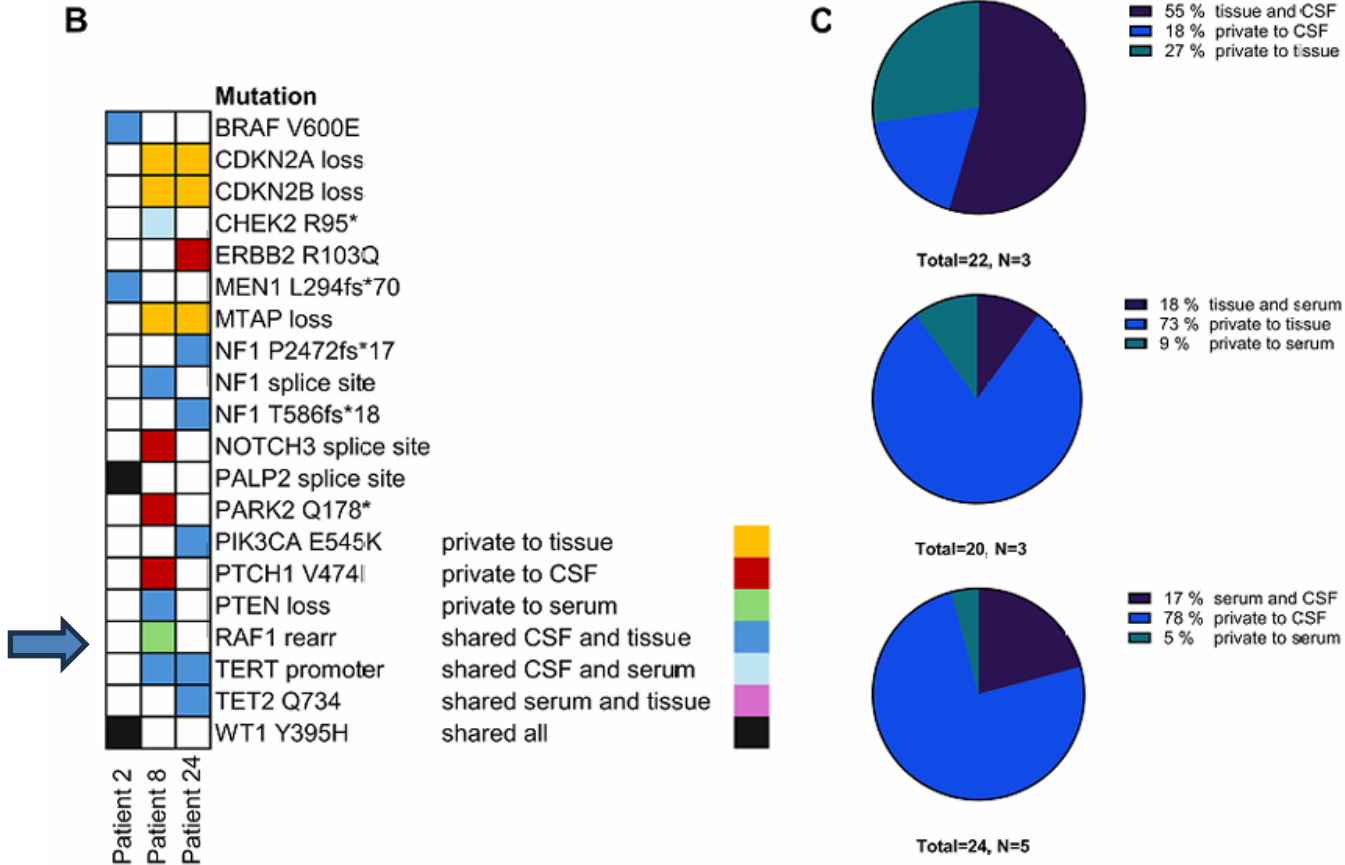 B
Mutation
BRAF V600E
CDKN2A loss
CDKN2B loss
CHEK2 R95*
ERBB2 R103Q
MEN1 L294fs*70
MTAP loss
NF1 P2472fs*17
NF1 splice site
NF1 T586fs*18
NOTCH3 splice site
PALP2 splice site
PARK2 Q178*
PIK3CA E545K
PTCH1 V474I
PTEN loss
RAF1 rearr
TERT promoter
TET2 Q734
WT1 Y395H
private to tissue
private to CSF
private to serum
shared CSF and tissue
shared CSF and serum
shared serum and tissue
shared all
Patient 2
Patient 8
Patient 24
C
55 % tissue and CSF
18 % private to CSF
27 % private to tissue
Total=22, N=3
18 % tissue and serum
73 % private to tissue
9 % private to serum
Total=20, N=3
17 % serum and CSF
78 % private to CSF
5 % private to serum
Total=24, N=5